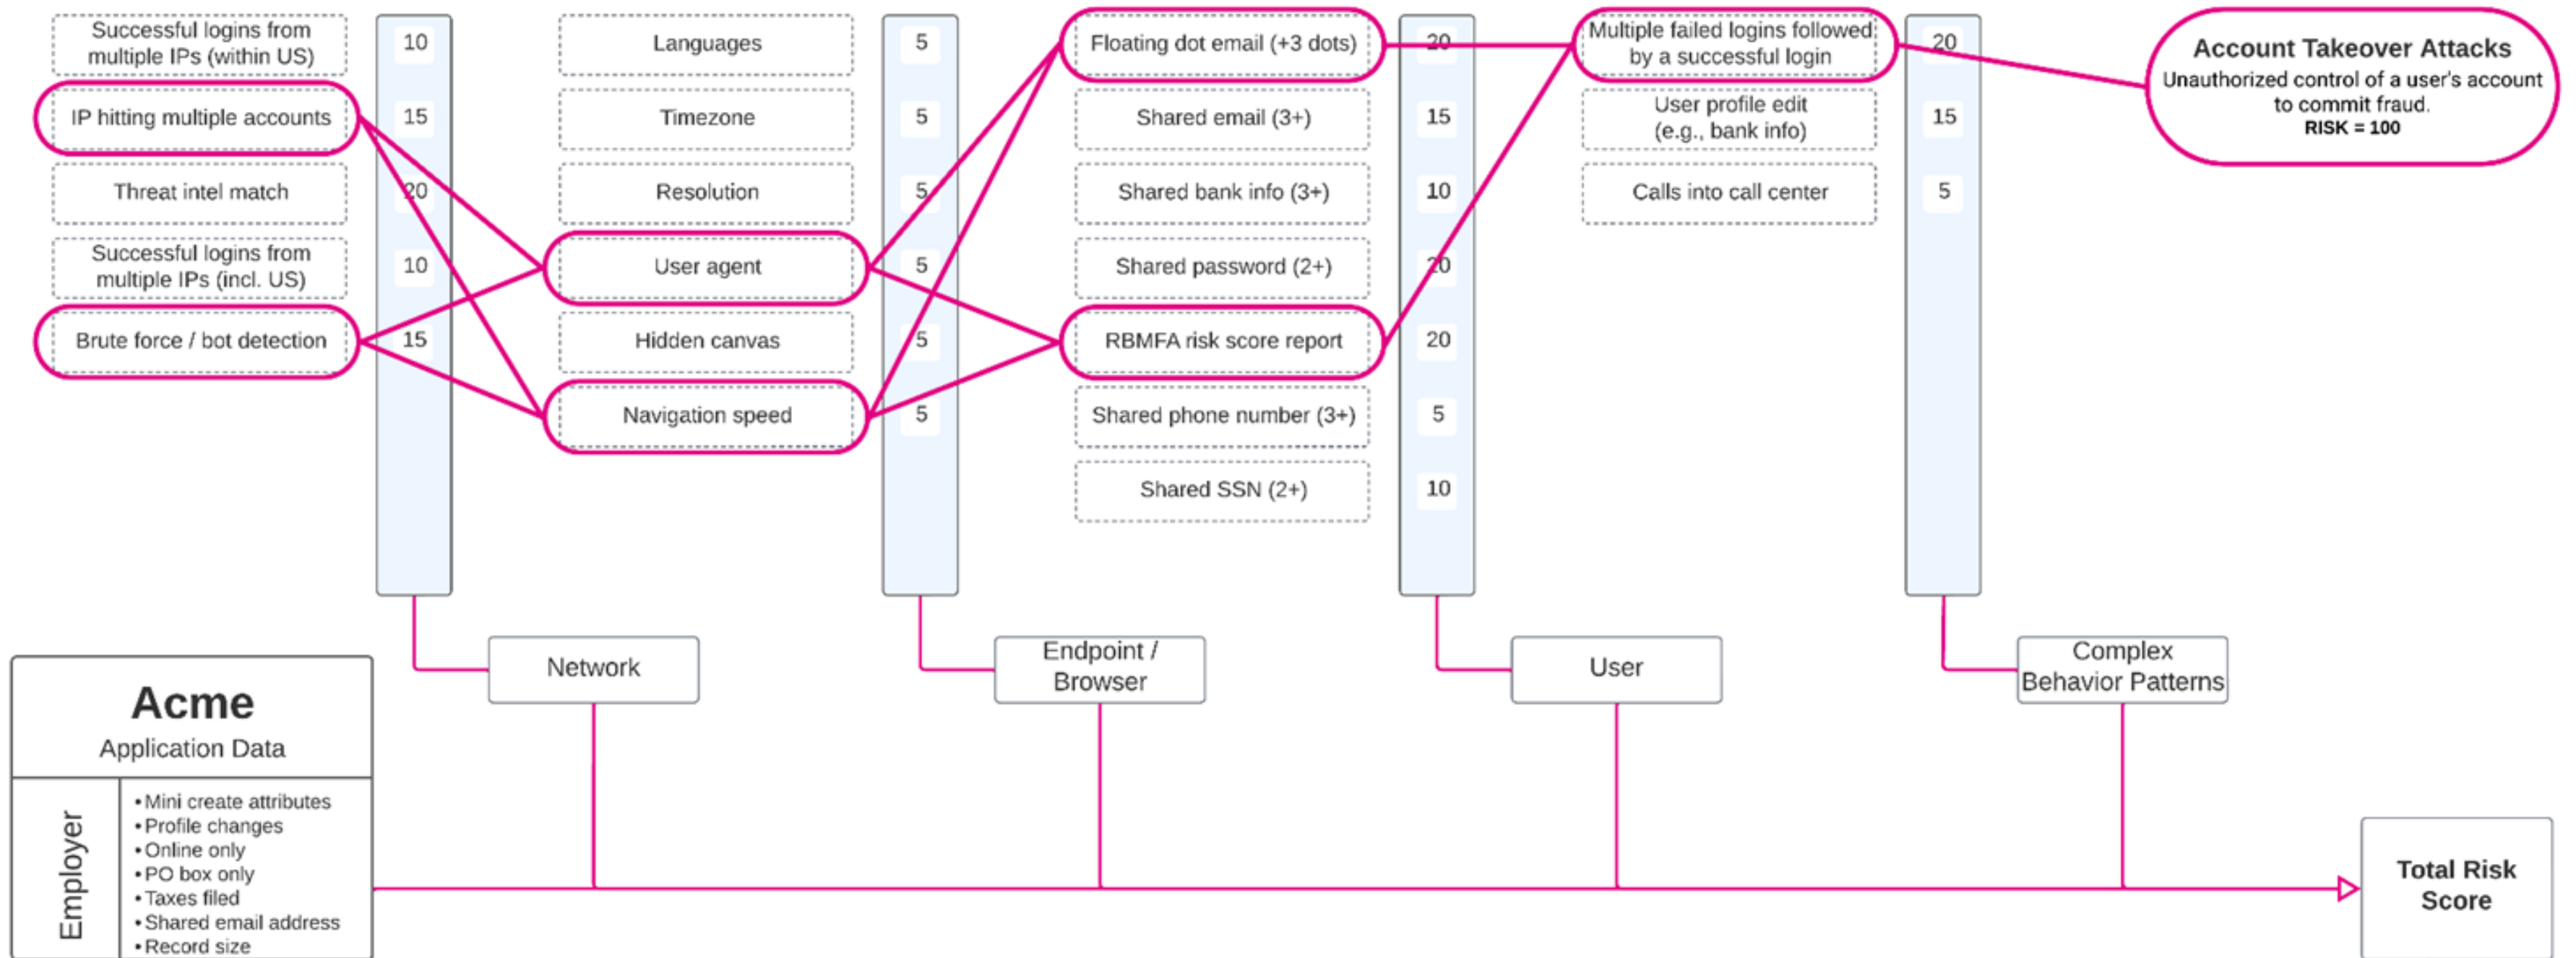 Successful logins from
multiple IPs (within US)
10
IP hitting multiple accounts
15
Threat intel match
20
Successful logins from
multiple IPs (incl. US)
10
Brute force / bot detection
15
Languages
5
Timezone
5
Resolution
5
User agent
5
Hidden canvas
5
Navigation speed
5
Floating dot email (+3 dots)
20
Shared email (3+)
15
Shared bank info (3+)
10
Shared password (2+)
20
RBMFA risk score report
20
Shared phone number (3+)
5
Shared SSN (2+)
10
Multiple failed logins followed
by a successful login
20
User profile edit
(e.g., bank info)
15
Calls into call center
5
Account Takeover Attacks
Unauthorized control of a user's account
to commit fraud.
RISK = 100
Network
Endpoint /
Browser
User
Complex
Behavior Patterns
Acme
Application Data
Employer
•Mini create attributes
•Profile changes
•Online only
•PO box only
•Taxes filed
•Shared email address
•Record size
Total Risk
Score